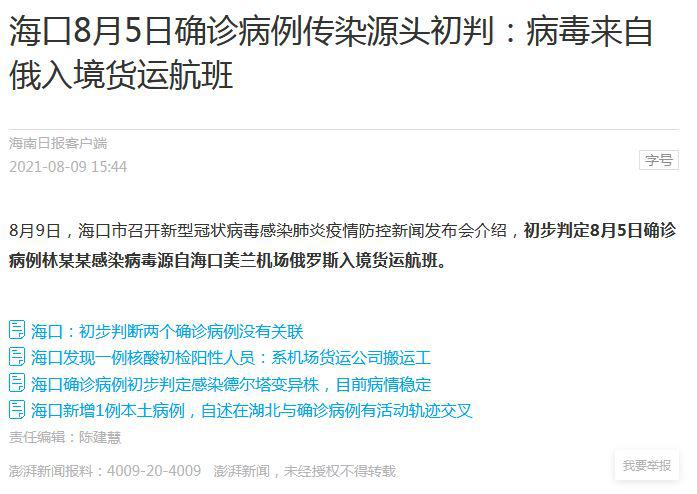 海口8月5日确诊病例传染源头初判：病毒来自
俄入境货运航班
海南日报客户端
2021-08-09 15:44
字号
8月9日，海口市召开新型冠状病毒感染肺炎疫情防控新闻发布会介绍，初步判定8月5日确诊
病例林某某感染病毒源自海口美兰机场俄罗斯入境货运航班。
海口：初步判断两个确诊病例没有关联
海口发现一例核酸初检阳性人员：系机场货运公司搬运工
海口确诊病例初步判定感染德尔塔变异株，目前病情稳定
海口新增1例本土病例，自述在湖北与确诊病例有活动轨迹交叉
责任编辑：陈建慧
澎湃新闻报料：4009-20-4009 澎湃新闻，未经授权不得转载
我要举报